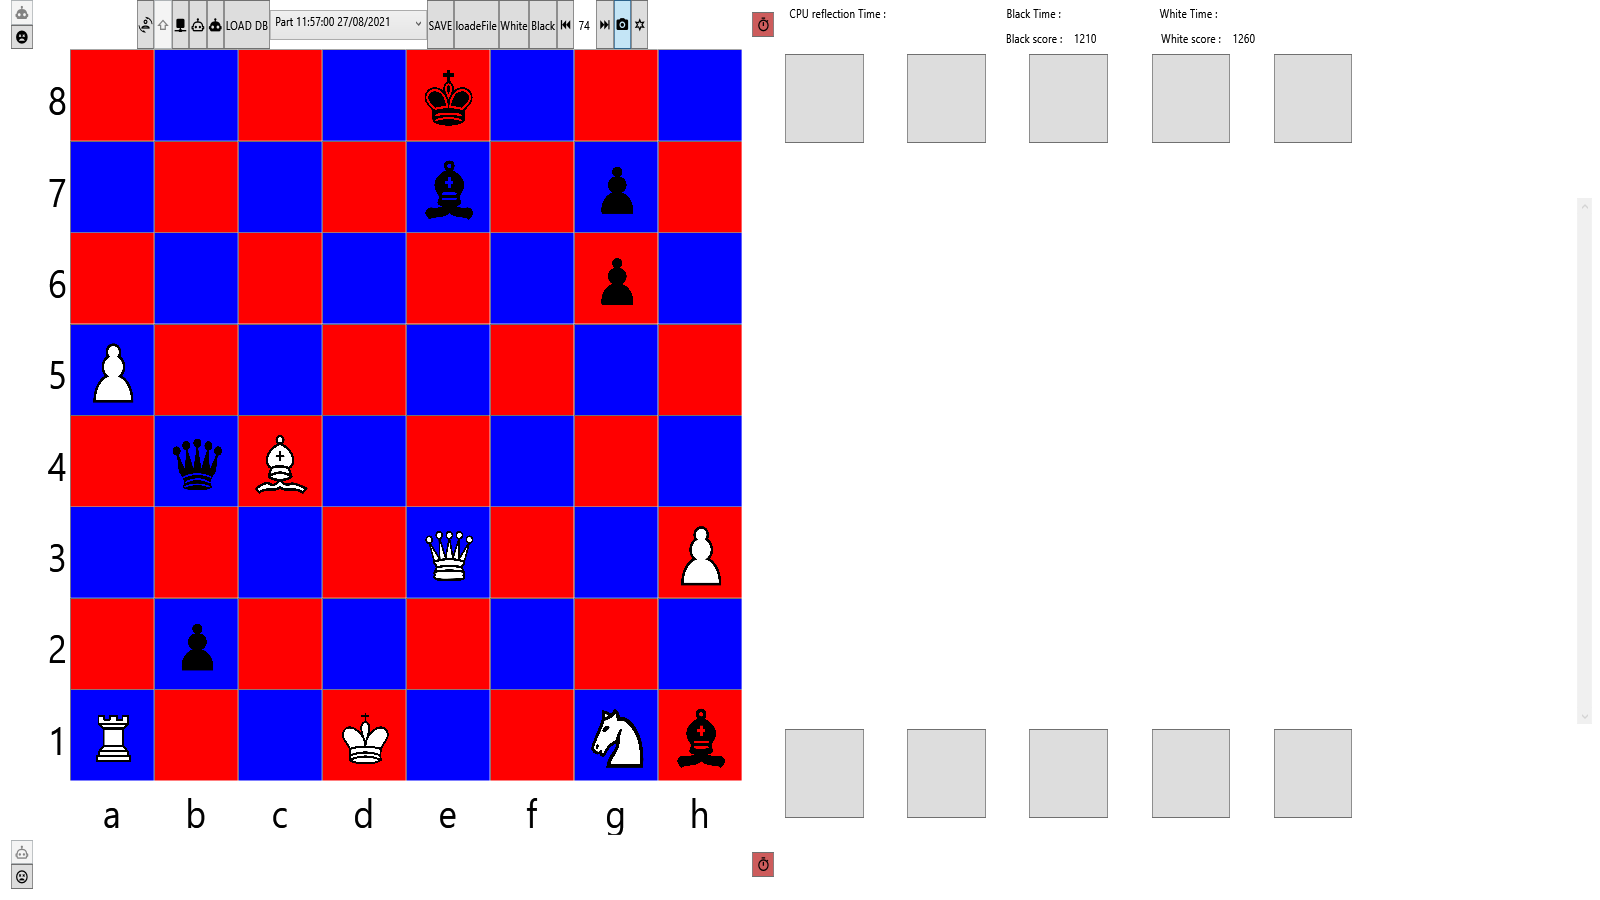 LOAD DB Part 11:57:00 27/08/2021 SAVE loadeFile White Black 74
CPU reflection Time : Black Time : White Time :
Black score : 1210 White score : 1260
8
7
6
5
4
3
2
1
a b c d e f g h